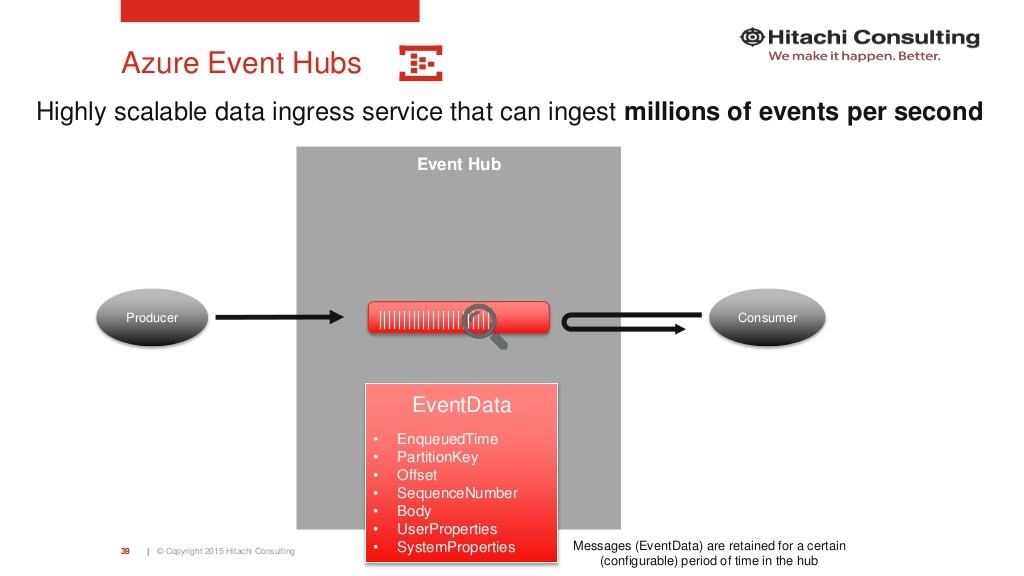 Hitachi Consulting
We make it happen. Better.
Azure Event Hubs
Highly scalable data ingress service that can ingest millions of events per second
Event Hub
Producer
Consumer
EventData
• EnqueuedTime
• PartitionKey
• Offset
• SequenceNumber
• Body
• UserProperties
• SystemProperties
39 | © Copyright 2015 Hitachi Consulting
Messages (EventData) are retained for a certain
(configurable) period of time in the hub